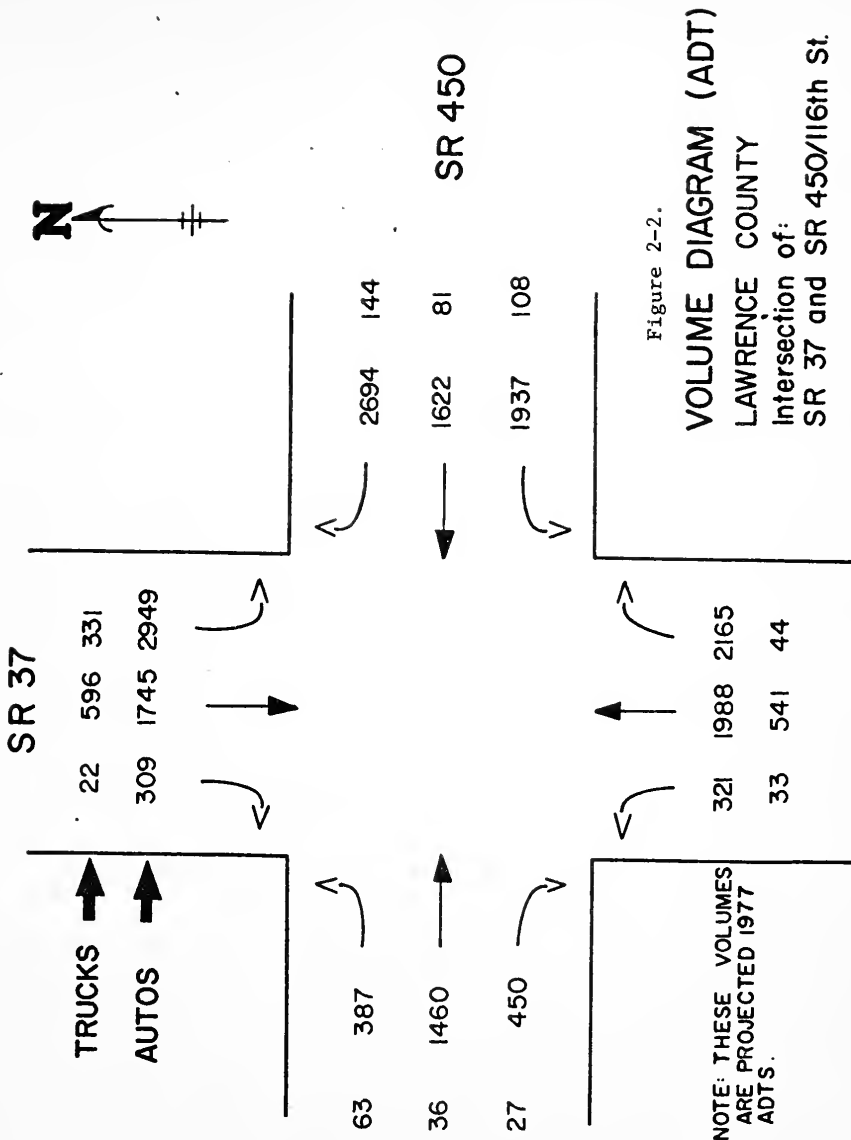 N
SR 37
TRUCKS 22 596 331
AUTOS 309 1745 2949
2694 144
1622 81
1937 108
SR 450
63 387
36 1460
27 450
321 1988 2165
33 541 44
NOTE: THESE VOLUMES
ARE PROJECTED 1977
ADTS.
Figure 2-2.
VOLUME DIAGRAM (ADT)
LAWRENCE COUNTY
Intersection of:
SR 37 and SR 450/116th St.